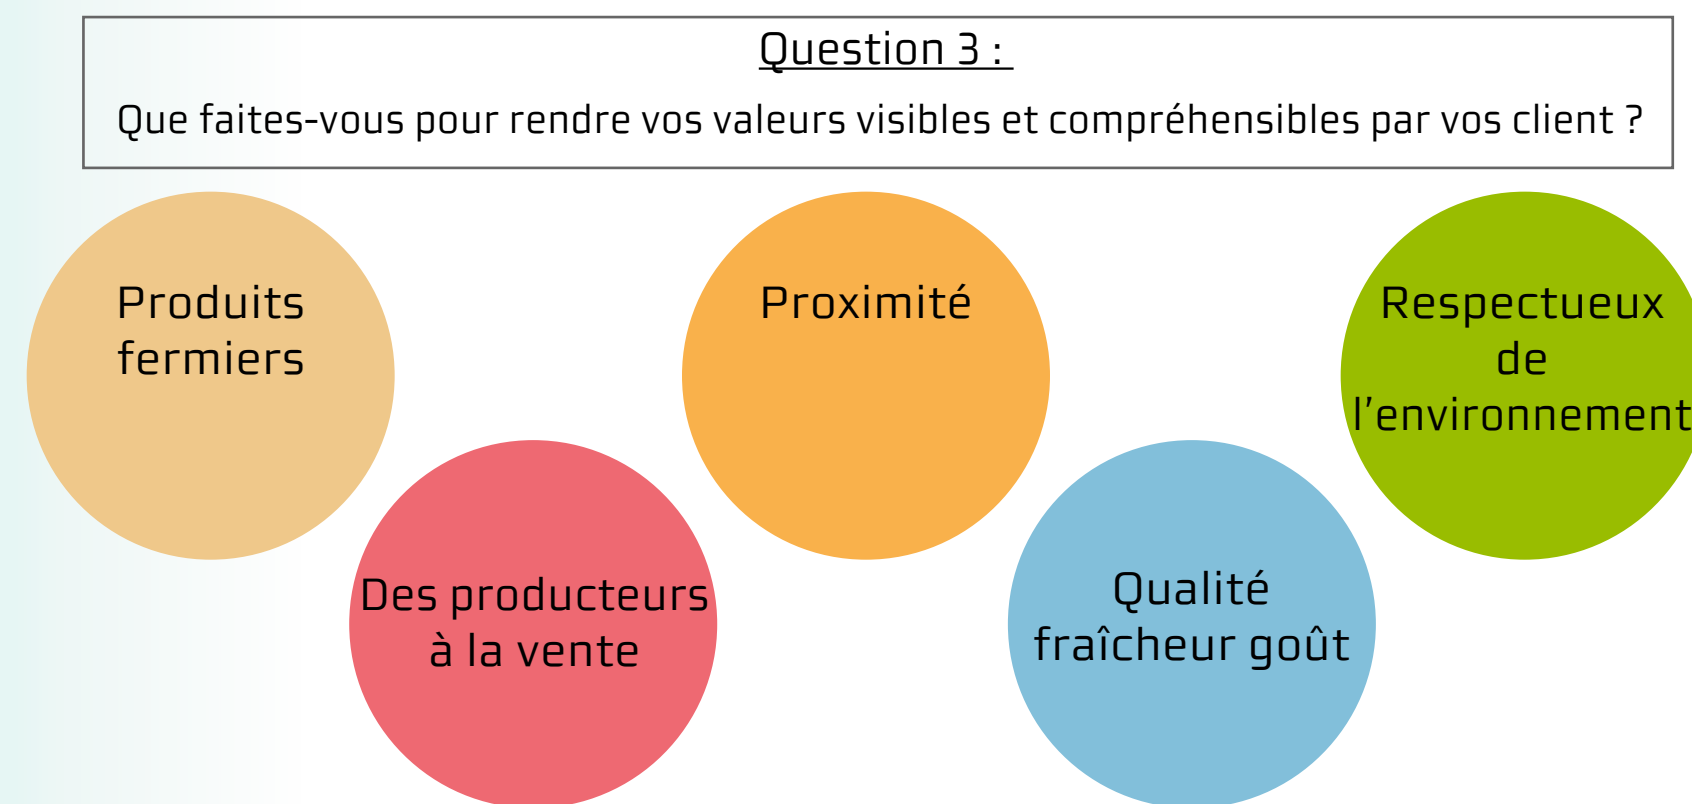 Question 3 :
Que faites-vous pour rendre vos valeurs visibles et compréhensibles par vos client ?
Produits
fermiers
Des producteurs
à la vente
Proximité
Qualité
fraîcheur goût
Respectueux
de
l'environnement